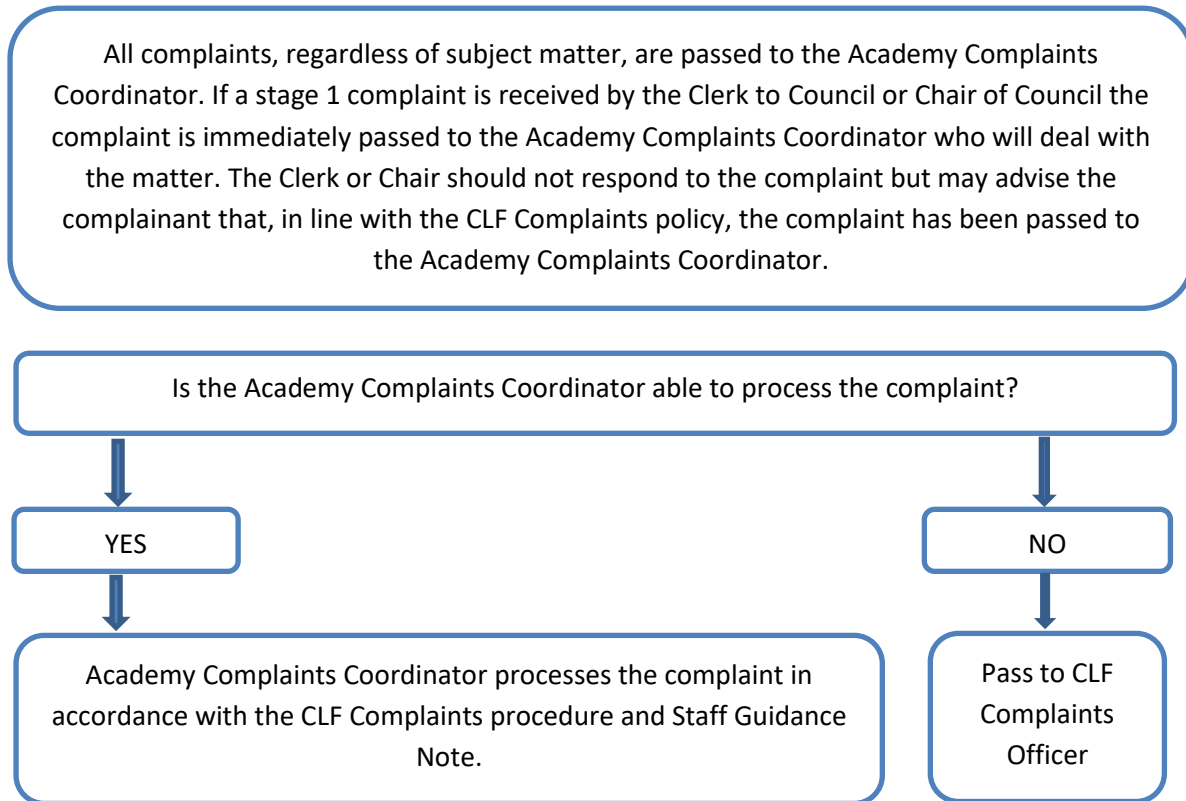 All complaints, regardless of subject matter, are passed to the Academy Complaints
Coordinator. If a stage 1 complaint is received by the Clerk to Council or Chair of Council the
complaint is immediately passed to the Academy Complaints Coordinator who will deal with
the matter. The Clerk or Chair should not respond to the complaint but may advise the
complainant that, in line with the CLF Complaints policy, the complaint has been passed to
the Academy Complaints Coordinator.
Is the Academy Complaints Coordinator able to process the complaint?
YES
NO
Academy Complaints Coordinator processes the complaint in
accordance with the CLF Complaints procedure and Staff Guidance
Note.
Pass to CLF
Complaints
Officer